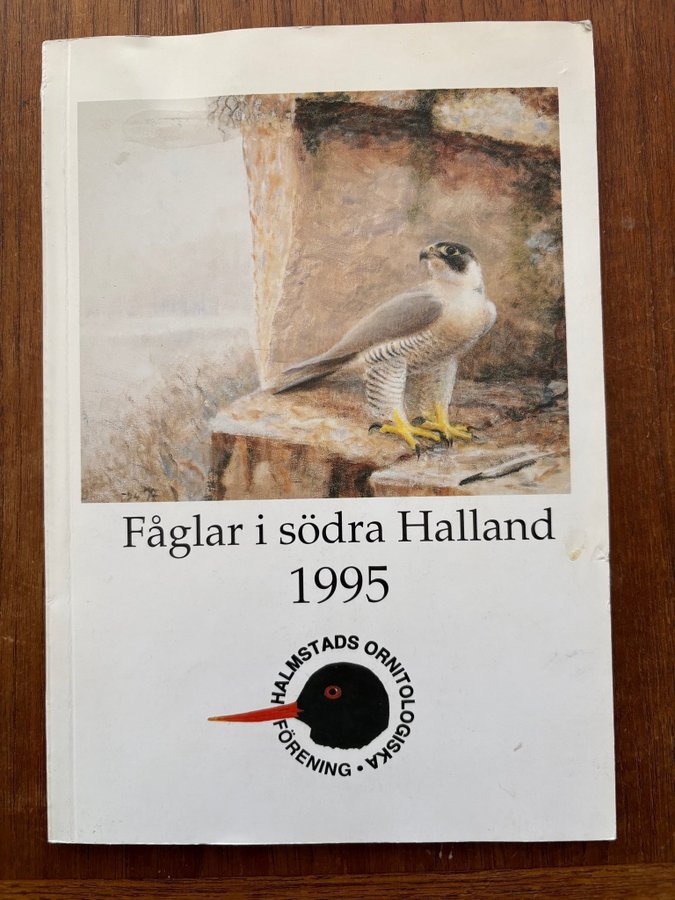 Fåglar i södra Halland
1995
HALMSTADS ORNITOLOGISKA
FÖRENING •